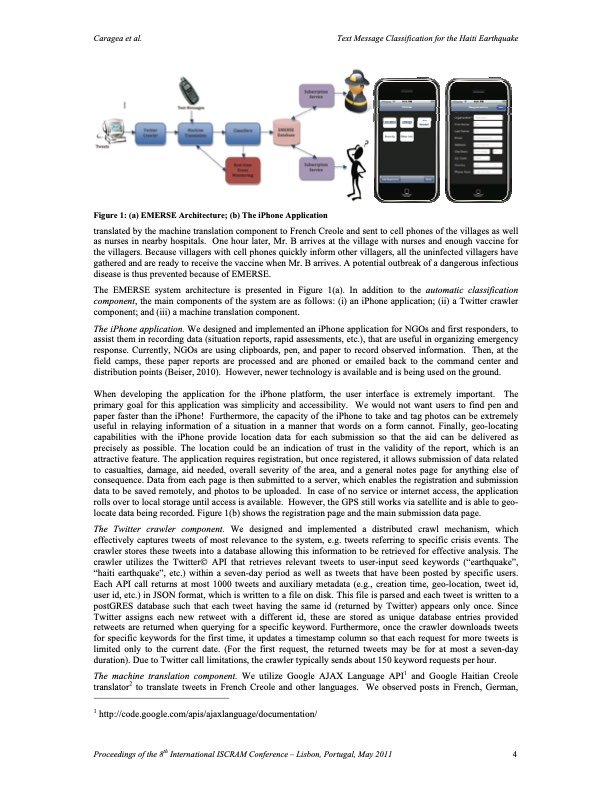 Caragea et al.
Text Message Classification for the Haiti Earthquake
Text Messages
Subscription
Service
Tweets
Twitter
Crawler
Machine
Translation
Classifiers
EMERSE
Database
Subscription
Service
Figure 1: (a) EMERSE Architecture; (b) The iPhone Application
translated by the machine translation component to French Creole and sent to cell phones of the villages as well
as nurses in nearby hospitals. One hour later, Mr. B arrives at the village with nurses and enough vaccine for
the villagers. Because villagers with cell phones quickly inform other villagers, all the uninfected villagers have
gathered and are ready to receive the vaccine when Mr. B arrives. A potential outbreak of a dangerous infectious
disease is thus prevented because of EMERSE.
The EMERSE system architecture is presented in Figure 1(a). In addition to the automatic classification
component, the main components of the system are as follows: (i) an iPhone application; (ii) a Twitter crawler
component; and (iii) a machine translation component.
The iPhone application. We designed and implemented an iPhone application for NGOs and first responders, to
assist them in recording data (situation reports, rapid assessments, etc.), that are useful in organizing emergency
response. Currently, NGOs are using clipboards, pen, and paper to record observed information. Then, at the
field camps, these paper reports are processed and are phoned or emailed back to the command center and
distribution points (Beiser, 2010). However, newer technology is available and is being used on the ground.
When developing the application for the iPhone platform, the user interface is extremely important. The
primary goal for this application was simplicity and accessibility. We would not want users to find pen and
paper faster than the iPhone! Furthermore, the capacity of the iPhone to take and tag photos can be extremely
useful in relaying information of a situation in a manner that words on a form cannot. Finally, geo-locating
capabilities with the iPhone provide location data for each submission so that the aid can be delivered as
precisely as possible. The location could be an indication of trust in the validity of the report, which is an
attractive feature. The application requires registration, but once registered, it allows submission of data related
to casualties, damage, aid needed, overall severity of the area, and a general notes page for anything else of
consequence. Data from each page is then submitted to a server, which enables the registration and submission
data to be saved remotely, and photos to be uploaded. In case of no service or internet access, the application
rolls over to local storage until access is available. However, the GPS still works via satellite and is able to geo-
locate data being recorded. Figure 1(b) shows the registration page and the main submission data page.
The Twitter crawler component. We designed and implemented a distributed crawl mechanism, which
effectively captures tweets of most relevance to the system, e.g. tweets referring to specific crisis events. The
crawler stores these tweets into a database allowing this information to be retrieved for effective analysis. The
crawler utilizes the Twitter© API that retrieves relevant tweets to user-input seed keywords (“earthquake”,
“haiti earthquake”, etc.) within a seven-day period as well as tweets that have been posted by specific users.
Each API call returns at most 1000 tweets and auxiliary metadata (e.g., creation time, geo-location, tweet id,
user id, etc.) in JSON format, which is written to a file on disk. This file is parsed and each tweet is written to a
postGRES database such that each tweet having the same id (returned by Twitter) appears only once. Since
Twitter assigns each new retweet with a different id, these are stored as unique database entries provided
retweets are returned when querying for a specific keyword. Furthermore, once the crawler downloads tweets
for specific keywords for the first time, it updates a timestamp column so that each request for more tweets is
limited only to the current date. (For the first request, the returned tweets may be for at most a seven-day
duration). Due to Twitter call limitations, the crawler typically sends about 150 keyword requests per hour.
The machine translation component. We utilize Google AJAX Language API1 and Google Haitian Creole
translator2 to translate tweets in French Creole and other languages. We observed posts in French, German,
1 http://code.google.com/apis/ajaxlanguage/documentation/
Proceedings of the 8th International ISCRAM Conference – Lisbon, Portugal, May 2011
4